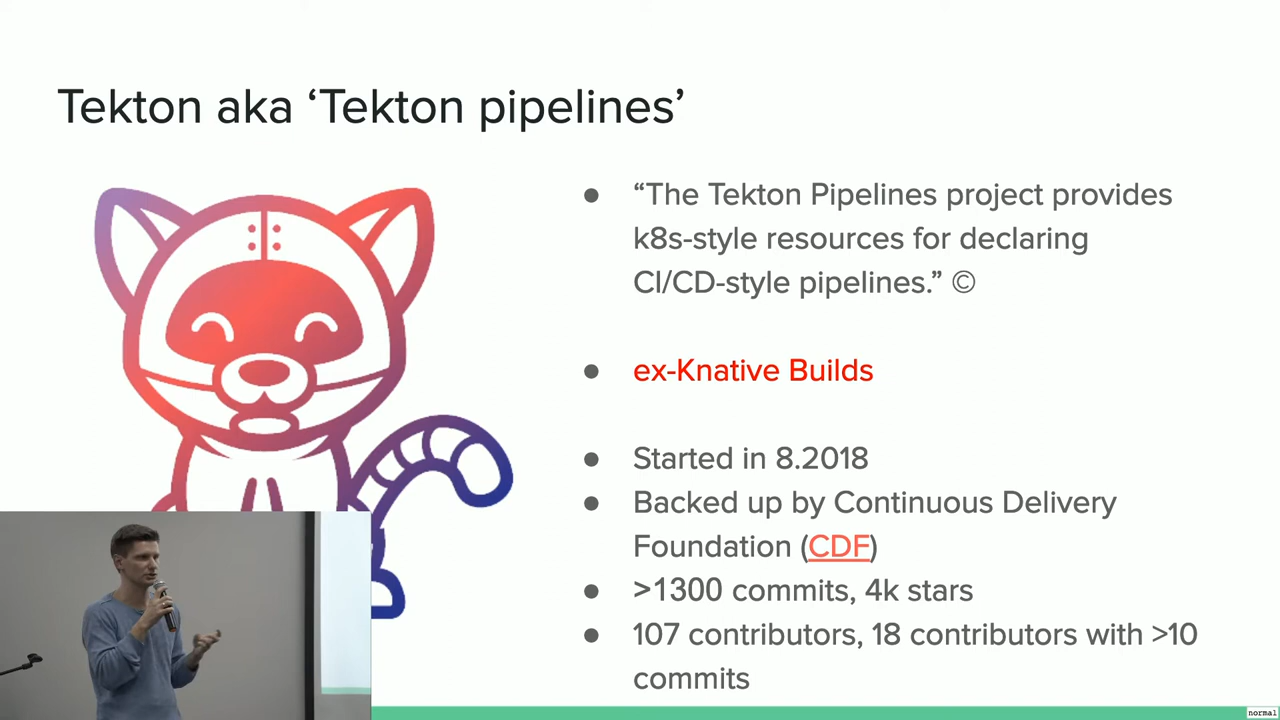 Tekton aka ‘Tekton pipelines’
● “The Tekton Pipelines project provides
k8s-style resources for declaring
CI/CD-style pipelines.” ©
● ex-Knative Builds
● Started in 8.2018
● Backed up by Continuous Delivery
Foundation (CDF)
● >1300 commits, 4k stars
● 107 contributors, 18 contributors with >10
commits
normal